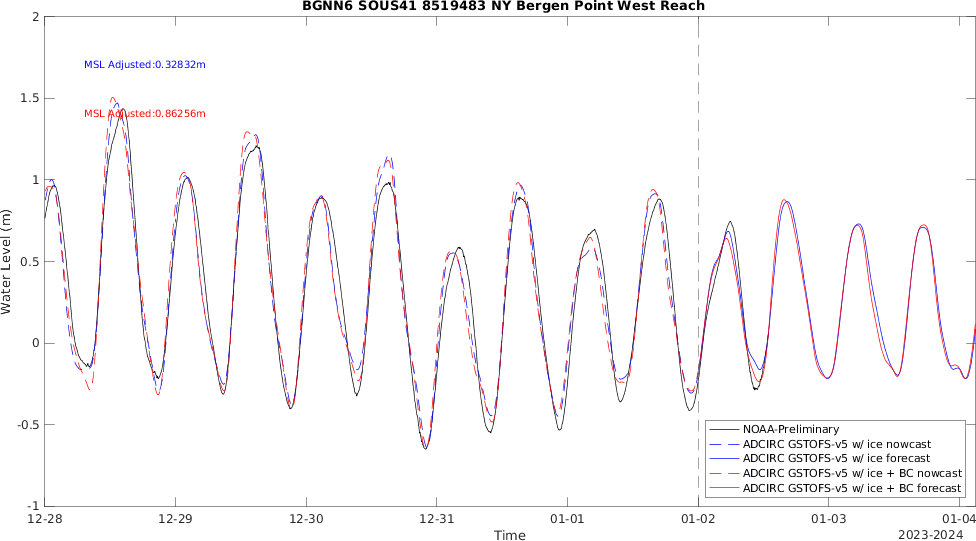 BGNN6 SOUS41 8519483 NY Bergen Point West Reach
MSL Adjusted:0.32832m
MSL Adjusted:0.86256m
Water Level (m)
2
1.5
1
0.5
0
-0.5
-1
NOAA-Preliminary
ADCIRC GSTOFS-v5 w/ ice nowcast
ADCIRC GSTOFS-v5 w/ ice forecast
ADCIRC GSTOFS-v5 w/ ice + BC nowcast
ADCIRC GSTOFS-v5 w/ ice + BC forecast
12-28 12-29 12-30 12-31 01-01 01-02 01-03 01-04
Time
2023-2024